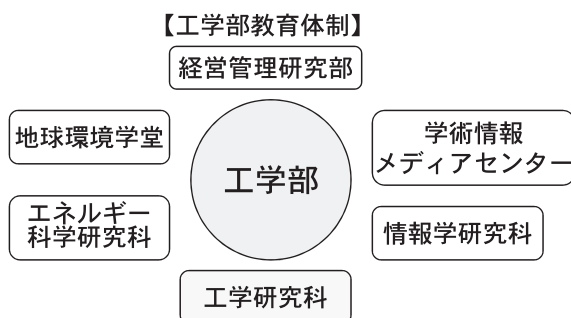 【工学部教育体制】
経営管理研究部
地球環境学堂
学術情報
メディアセンター
工学部
エネルギー
科学研究科
情報学研究科
工学研究科